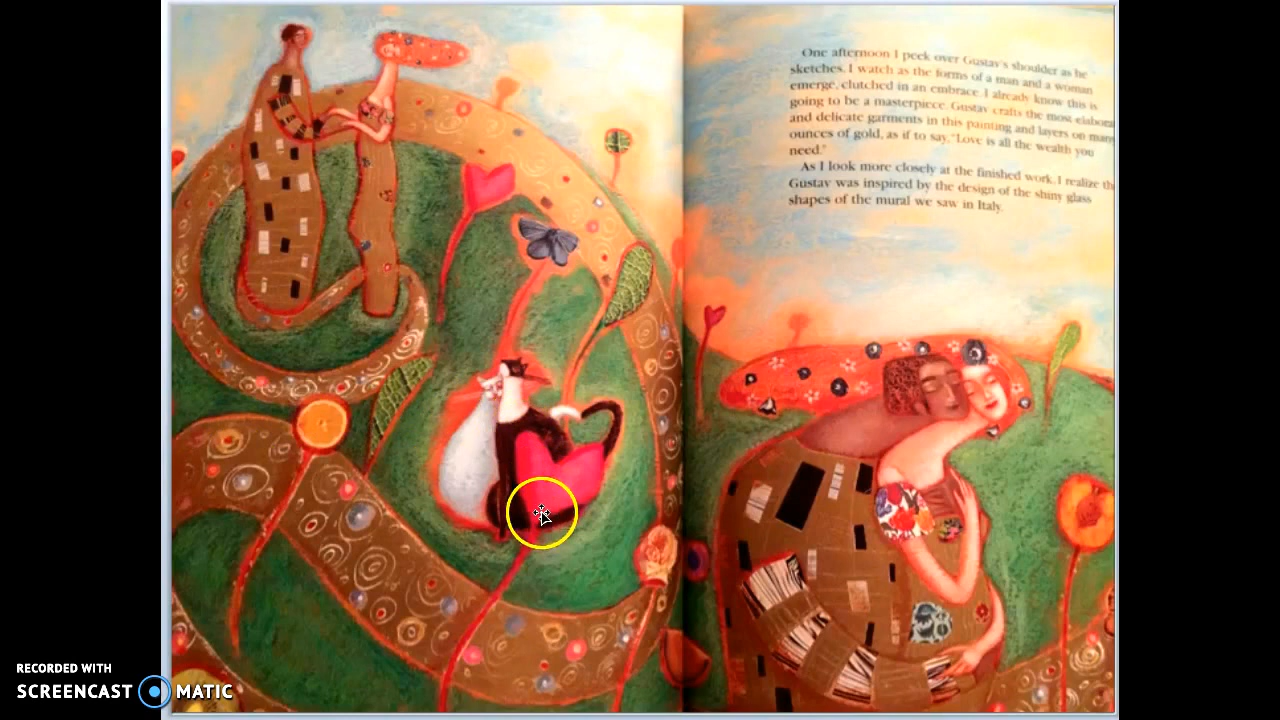 One afternoon I peek over Gustav's shoulder as he
sketches. I watch as the forms of a man and a woman
emerge, clutched in an embrace. I already know this is
going to be a masterpiece. Gustav crafts the most elabora
and delicate garments in this painting and layers on man
ounces of gold, as if to say, "Love is all the wealth you
need."
As I look more closely at the finished work, I realize th
Gustav was inspired by the design of the shiny glass
shapes of the mural we saw in Italy.
RECORDED WITH
SCREENCAST MATIC